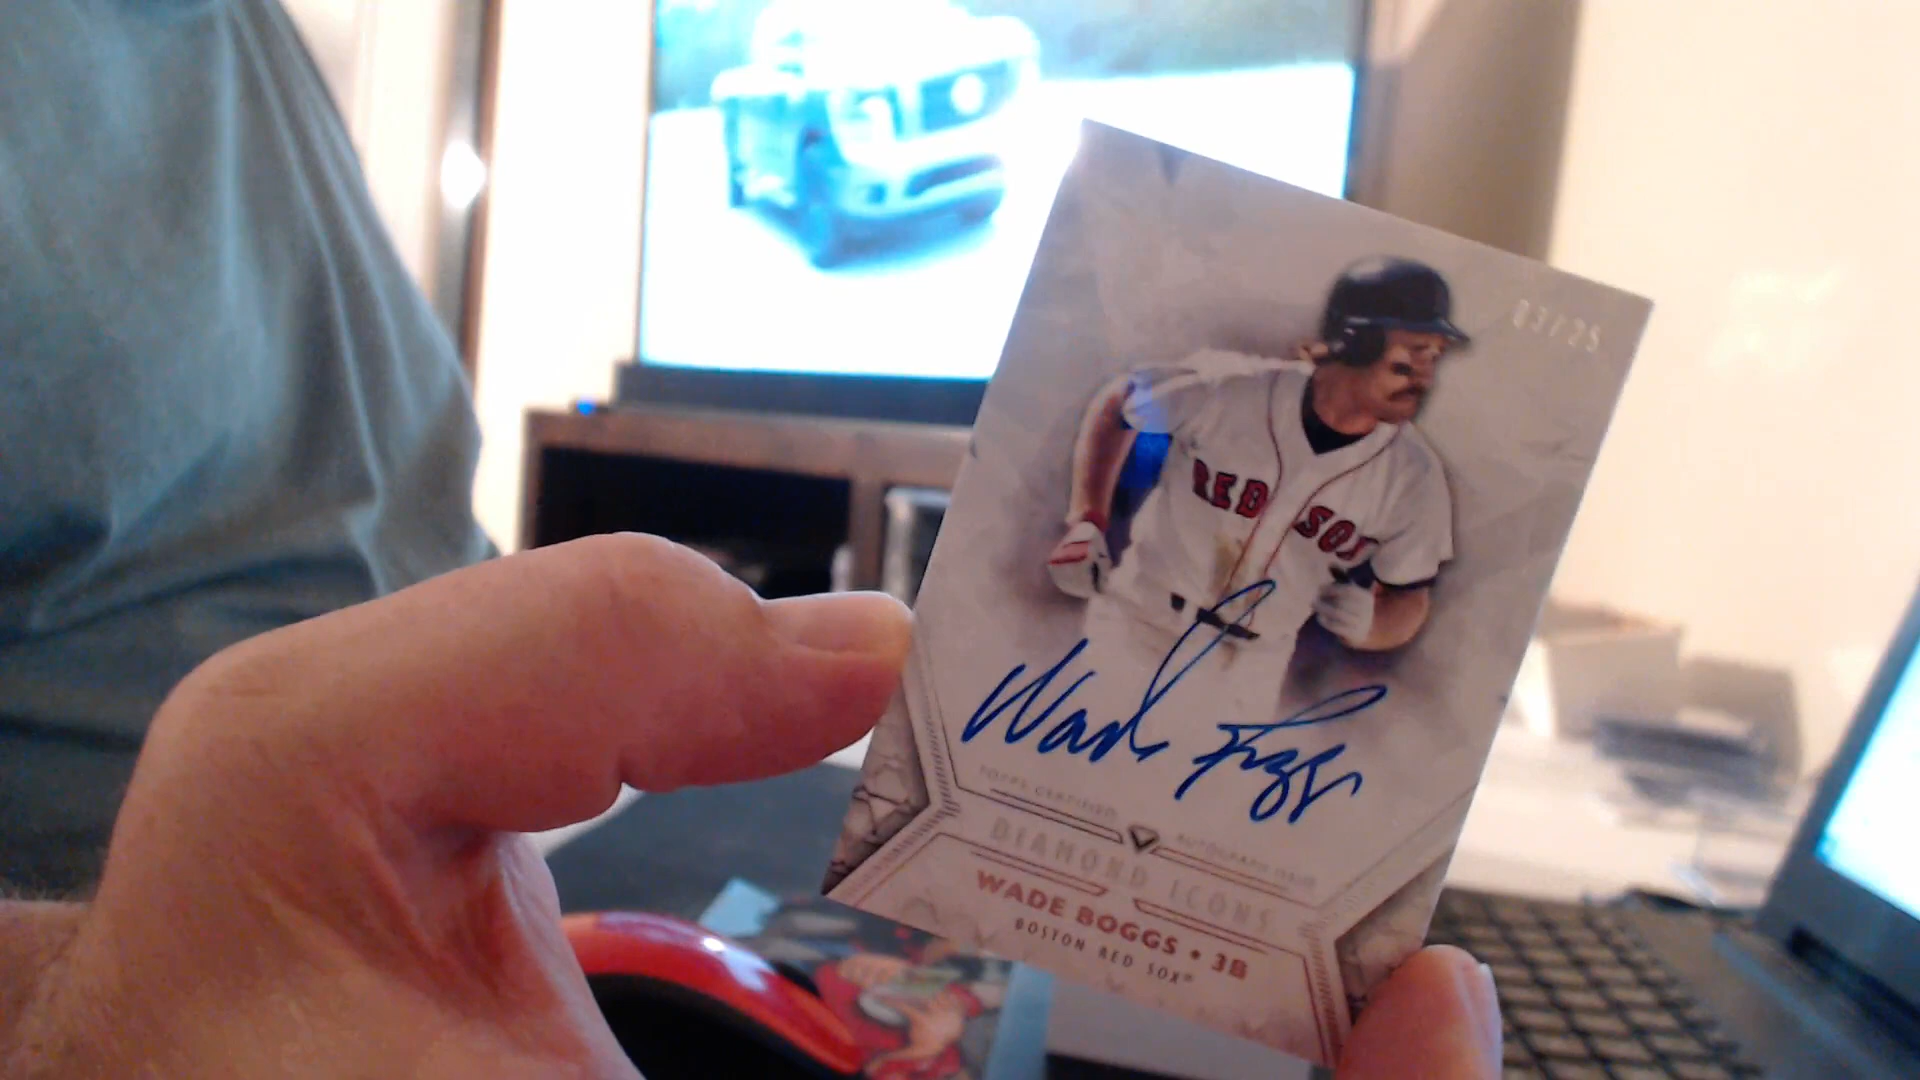 03/25
RED SOX
Wade Boggs
TOPPS CERTIFIED AUTOGRAPH ISSUE
DIAMOND ICONS
WADE BOGGS • 3B
BOSTON RED SOX®